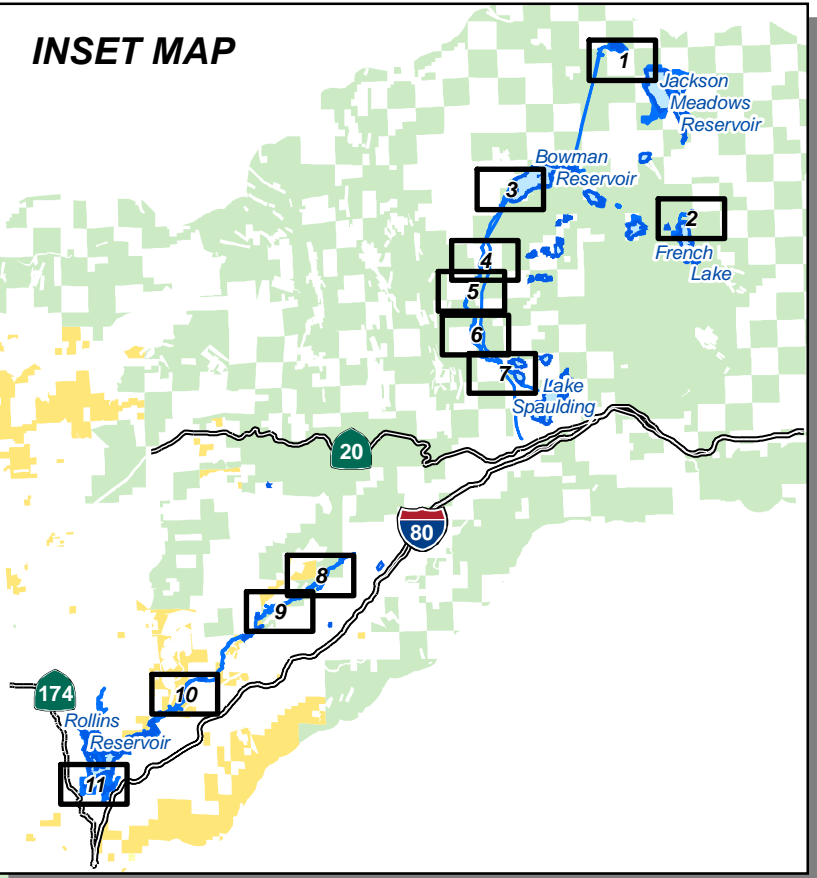 INSET MAP
1
Jackson
Meadows
Reservoir
Bowman
Reservoir
3
2
French
Lake
4
5
6
7
Lake
Spaulding
20
80
8
9
10
174
Rollins
Reservoir
11